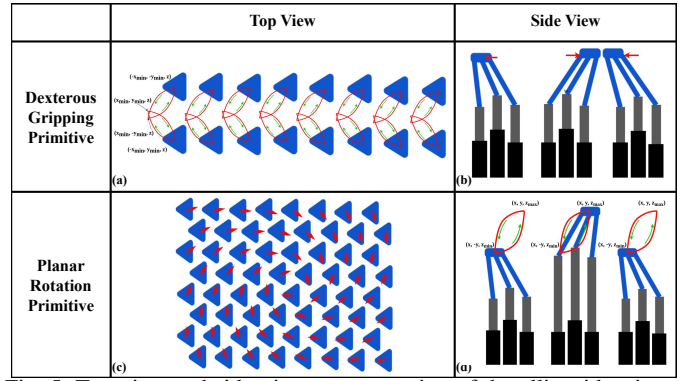 Top View
Side View
Dexterous
Gripping
Primitive
(-xmin, -ymin, z)
(xmin, ymin, z)
(xmin, -ymin, z)
(-xmin, ymin, z)
(a)
(b)
Planar
Rotation
Primitive
(c)
(x, y, zmax)
(x, y, zmax)
(x, y, zmax)
(x, -y, zmin)
(x, -y, zmin)
(x, -y, zmin)
(d)